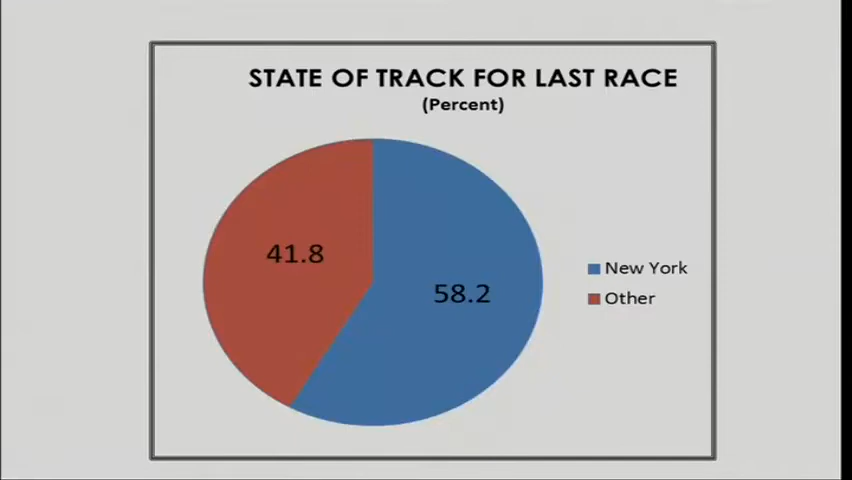 STATE OF TRACK FOR LAST RACE
(Percent)
41.8
58.2
New York
Other